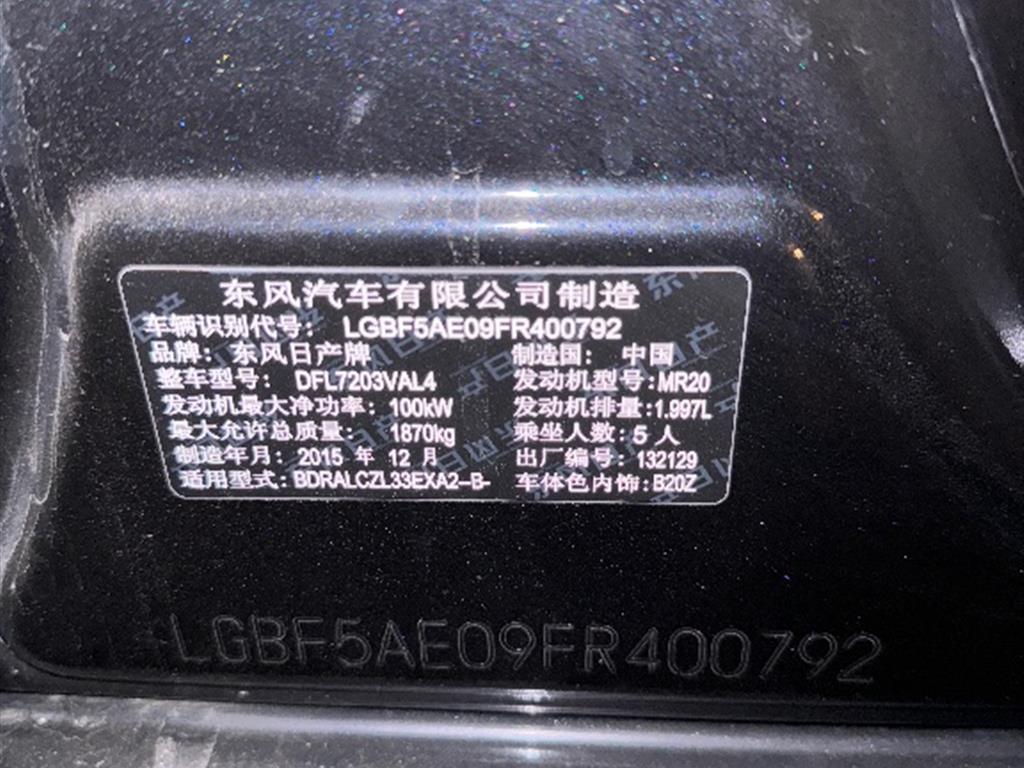 东风汽车有限公司制造
车辆识别代号: LGBF5AE09FR400792
品牌: 东风日产牌 制造国: 中国
整车型号: DFL7203VAL4 发动机型号:MR20
发动机最大净功率: 100kW 发动机排量:1.997L
最大允许总质量: 1870kg 乘坐人数:5人
制造年月: 2015 年 12 月 出厂编号: 132129
适用型式:BDRALCZL33EXA2-B- 车体色内饰:B20Z
LGBF5AE09FR400792